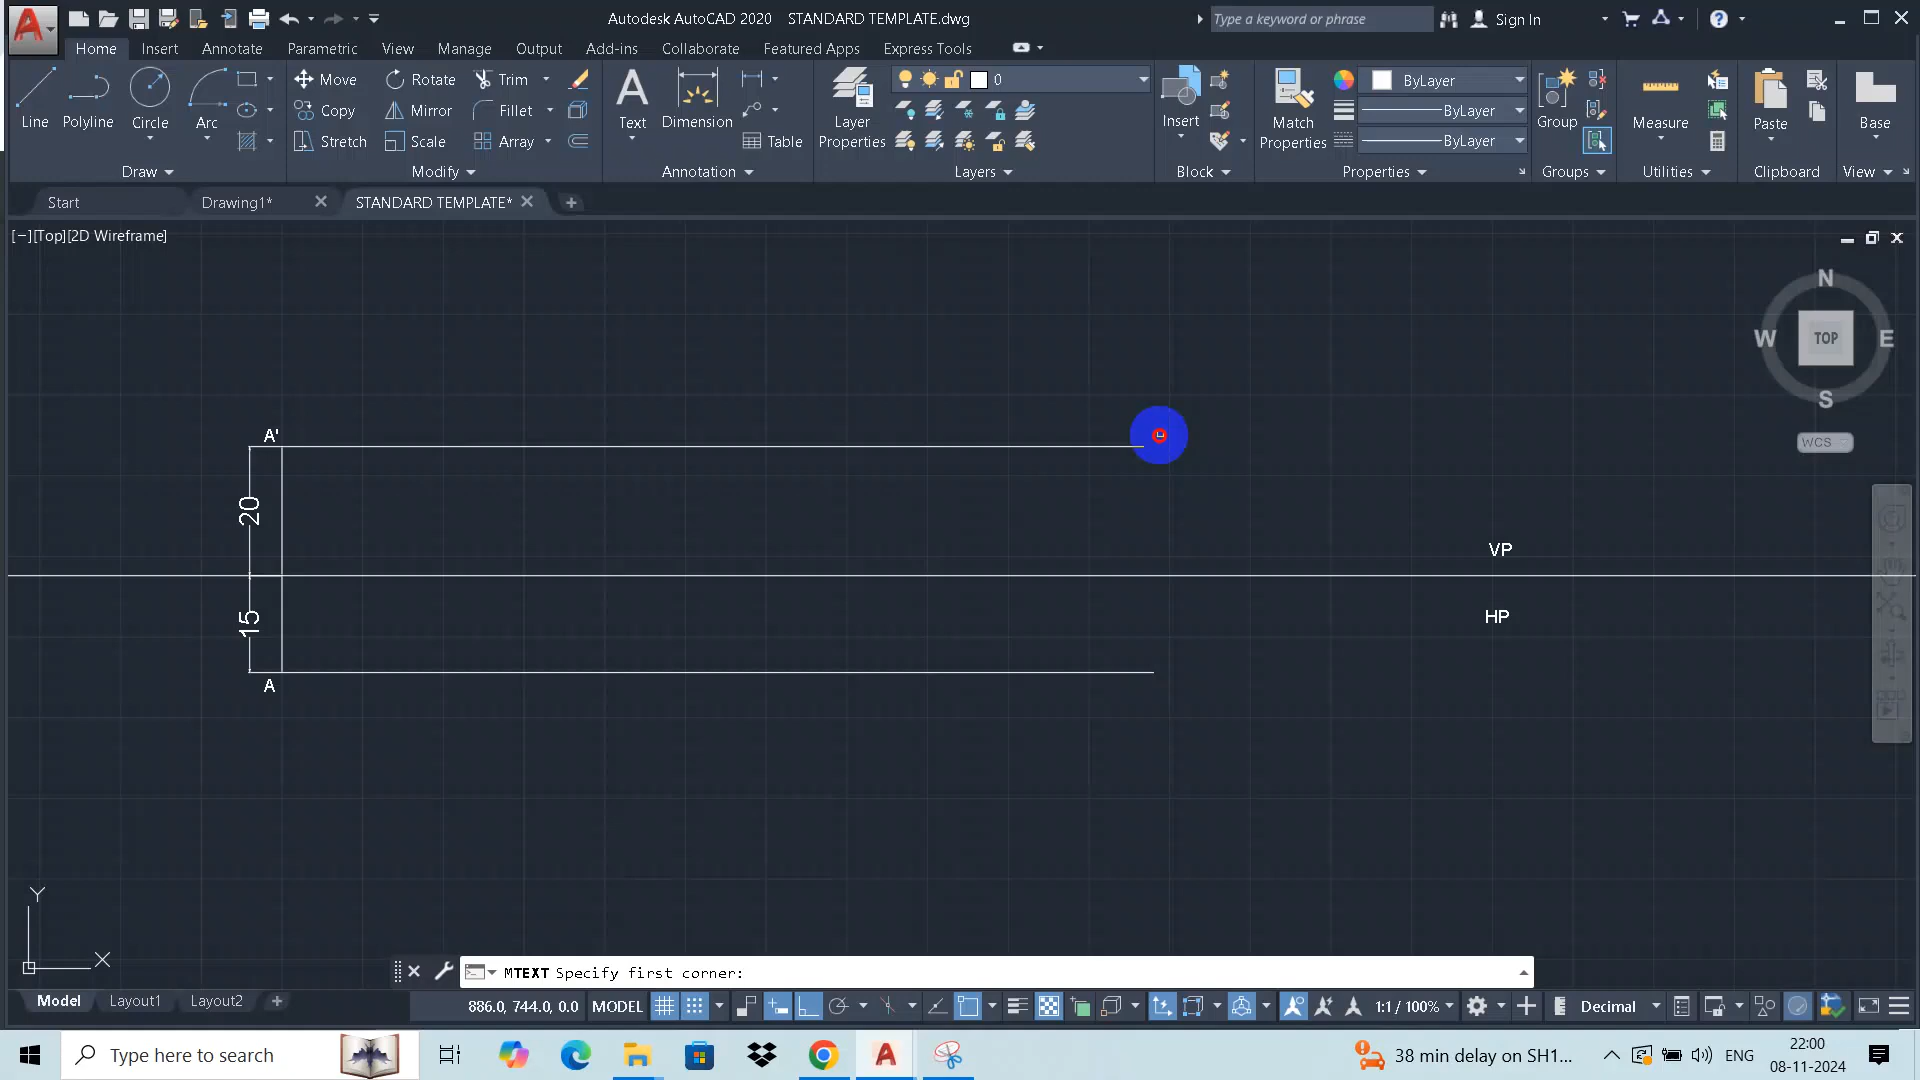 Autodesk AutoCAD 2020 STANDARD TEMPLATE.dwg
Type a keyword or phrase
Sign In
Home Insert Annotate Parametric View Manage Output Add-ins Collaborate Featured Apps Express Tools
Line Polyline Circle Arc
Draw
Move Rotate Trim
Copy Mirror Fillet
Stretch Scale Array
Modify
Text Dimension Table
Annotation
Layer Properties
0
Layers
Insert
Block
Match Properties
ByLayer
ByLayer
ByLayer
Properties
Group
Groups
Measure
Utilities
Paste
Clipboard
Base
View
Start Drawing1* STANDARD TEMPLATE*
[−][Top][2D Wireframe]
N
W TOP E
S
WCS
A'
20
VP
15
HP
A
Y
X
MTEXT Specify first corner:
Model Layout1 Layout2
886.0, 744.0, 0.0 MODEL 1:1 / 100% Decimal
Type here to search
38 min delay on SH1...
ENG
22:00
08-11-2024